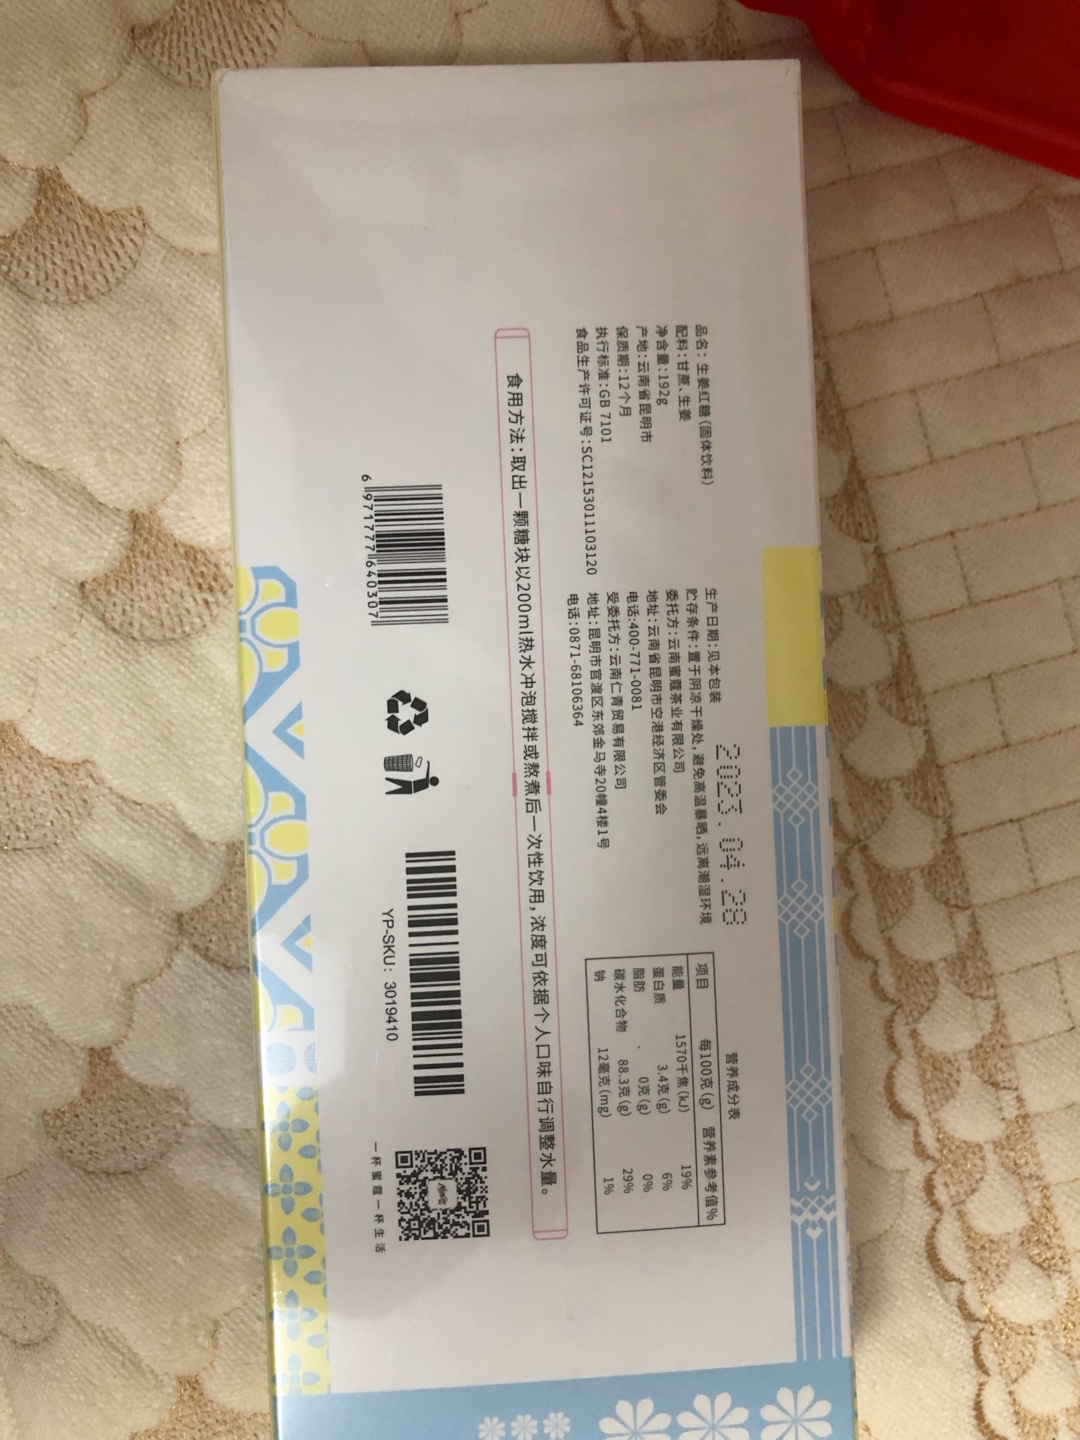 品名：生姜红糖(固体饮料)
配料：甘蔗、生姜
净含量：192g
产地：云南省昆明市
保质期：12个月
执行标准：GB 7101
食品生产许可证号：SC12153011103120
生产日期：见本包装
2023.04.28
贮存条件：置于阴凉干燥处，避免高温暴晒，远离潮湿环境
委托方：云南蜜蔻茶业有限公司
地址：云南省昆明市空港经济区管委会
电话：400-771-0081
受委托方：云南仁青贸易有限公司
地址：昆明市官渡区东郊金马寺20幢4楼1号
电话：0871-68106364
营养成分表
项目 每100克(g) 营养素参考值%
能量 1570千焦(kJ) 19%
蛋白质 3.4克(g) 6%
脂肪 0克(g) 0%
碳水化合物 88.3克(g) 29%
钠 12毫克(mg) 1%
食用方法：取出一颗糖块以200ml热水冲泡搅拌或熬煮后一次性饮用，浓度可依据个人口味自行调整水量。
6 971777 640307
YP-SKU：3019410
一杯蜜蔻一杯生活